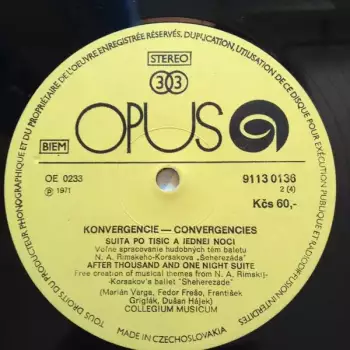 TOUS DROITS DU PRODUCTEUR PHONOGRAPHIQUE ET DU PROPRIÉTAIRE DE L'ŒUVRE ENREGISTRÉE RÉSERVÉS. DUPLICATION, UTILISATION DE CE DISQUE POUR EXÉCUTION PUBLIQUE ET RADIODIFFUSION INTERDITES
STEREO
33
OPUS
BIEM
OE 0233
Ⓟ 1971
9113 0136
2 (4)
Kčs 60,-
KONVERGENCIE — CONVERGENCIES
SUITA PO TISÍC A JEDNEJ NOCI
Voľne spracovanie hudobných tém baletu
N. A. Rimského-Korsakova „Šeherezáda"
AFTER THOUSAND AND ONE NIGHT SUITE
Free creation of musical themes from N. A. Rimskij-
-Korzakov's ballet "Sheherezade"
(Marián Varga, Fedor Frešo, František
Griglák, Dušan Hájek)
COLLEGIUM MUSICUM
MADE IN CZECHOSLOVAKIA